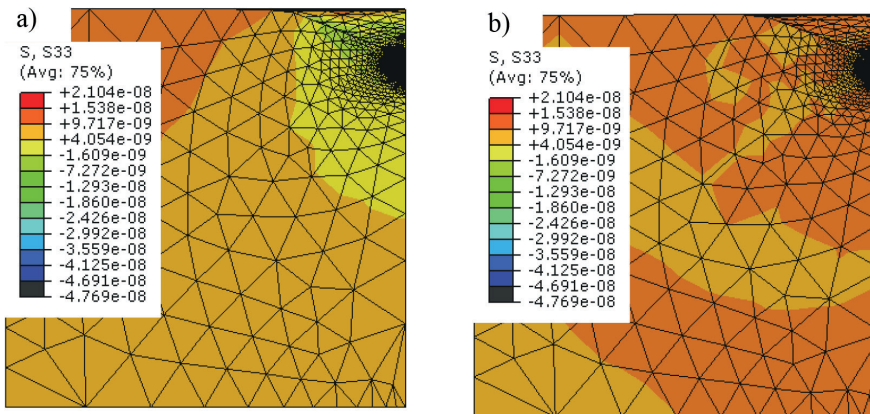 a)
S, S33
(Avg: 75%)
+2.104e-08
+1.538e-08
+9.717e-09
+4.054e-09
-1.609e-09
-7.272e-09
-1.293e-08
-1.860e-08
-2.426e-08
-2.992e-08
-3.559e-08
-4.125e-08
-4.691e-08
-4.769e-08
b)
S, S33
(Avg: 75%)
+2.104e-08
+1.538e-08
+9.717e-09
+4.054e-09
-1.609e-09
-7.272e-09
-1.293e-08
-1.860e-08
-2.426e-08
-2.992e-08
-3.559e-08
-4.125e-08
-4.691e-08
-4.769e-08